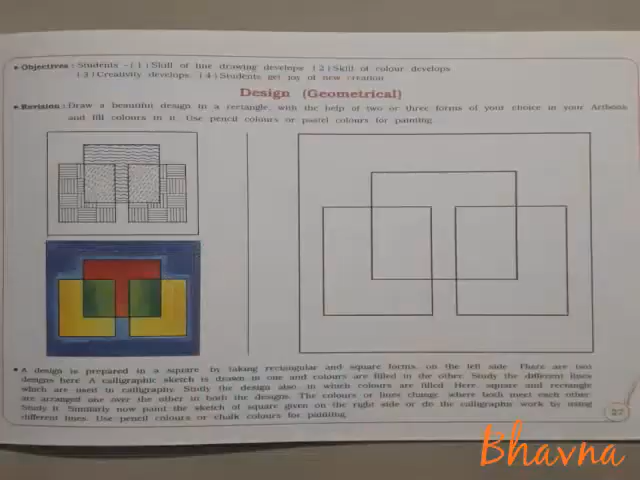 • Objectives : Students - (1) Skill of line drawing develops (2) Skill of colour develops
(3) Creativity develops (4) Students get joy of new creation
Design (Geometrical)
• Revision : Draw a beautiful design in a rectangle, with the help of two or three forms of your choice in your Artbook
and fill colours in it. Use pencil colours or pastel colours for painting.
• A design is prepared in a square by taking rectangular and square forms, on the left side. There are two
designs here. A calligraphic sketch is drawn in one and colours are filled in the other. Study the different lines
which are used in calligraphy. Study the design also, in which colours are filled. Here, square and rectangle
are arranged one over the other in both the designs. The colours or lines change, where both meet each other.
Study it. Similarly now paint the sketch of square given on the right side or do the calligraphic work by using
different lines. Use pencil colours or chalk colours for painting.
27
Bhavna